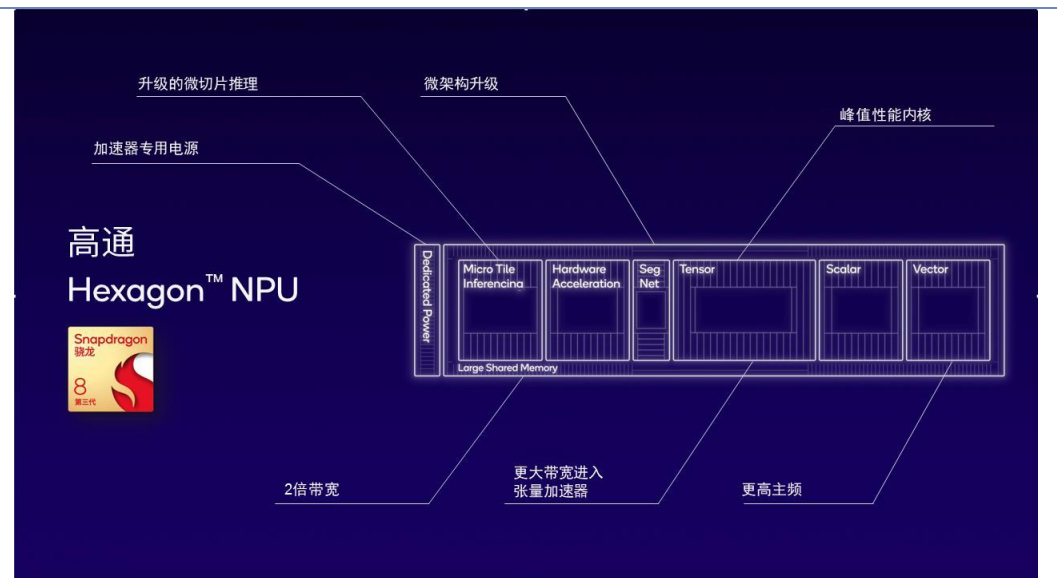 升级的微切片推理
微架构升级
峰值性能内核
加速器专用电源
高通
Hexagon™ NPU
Snapdragon
骁龙
8
第三代
Dedicated Power
Micro Tile
Inferencing
Hardware
Acceleration
Seg
Net
Tensor
Scalar
Vector
Large Shared Memory
2倍带宽
更大带宽进入
张量加速器
更高主频